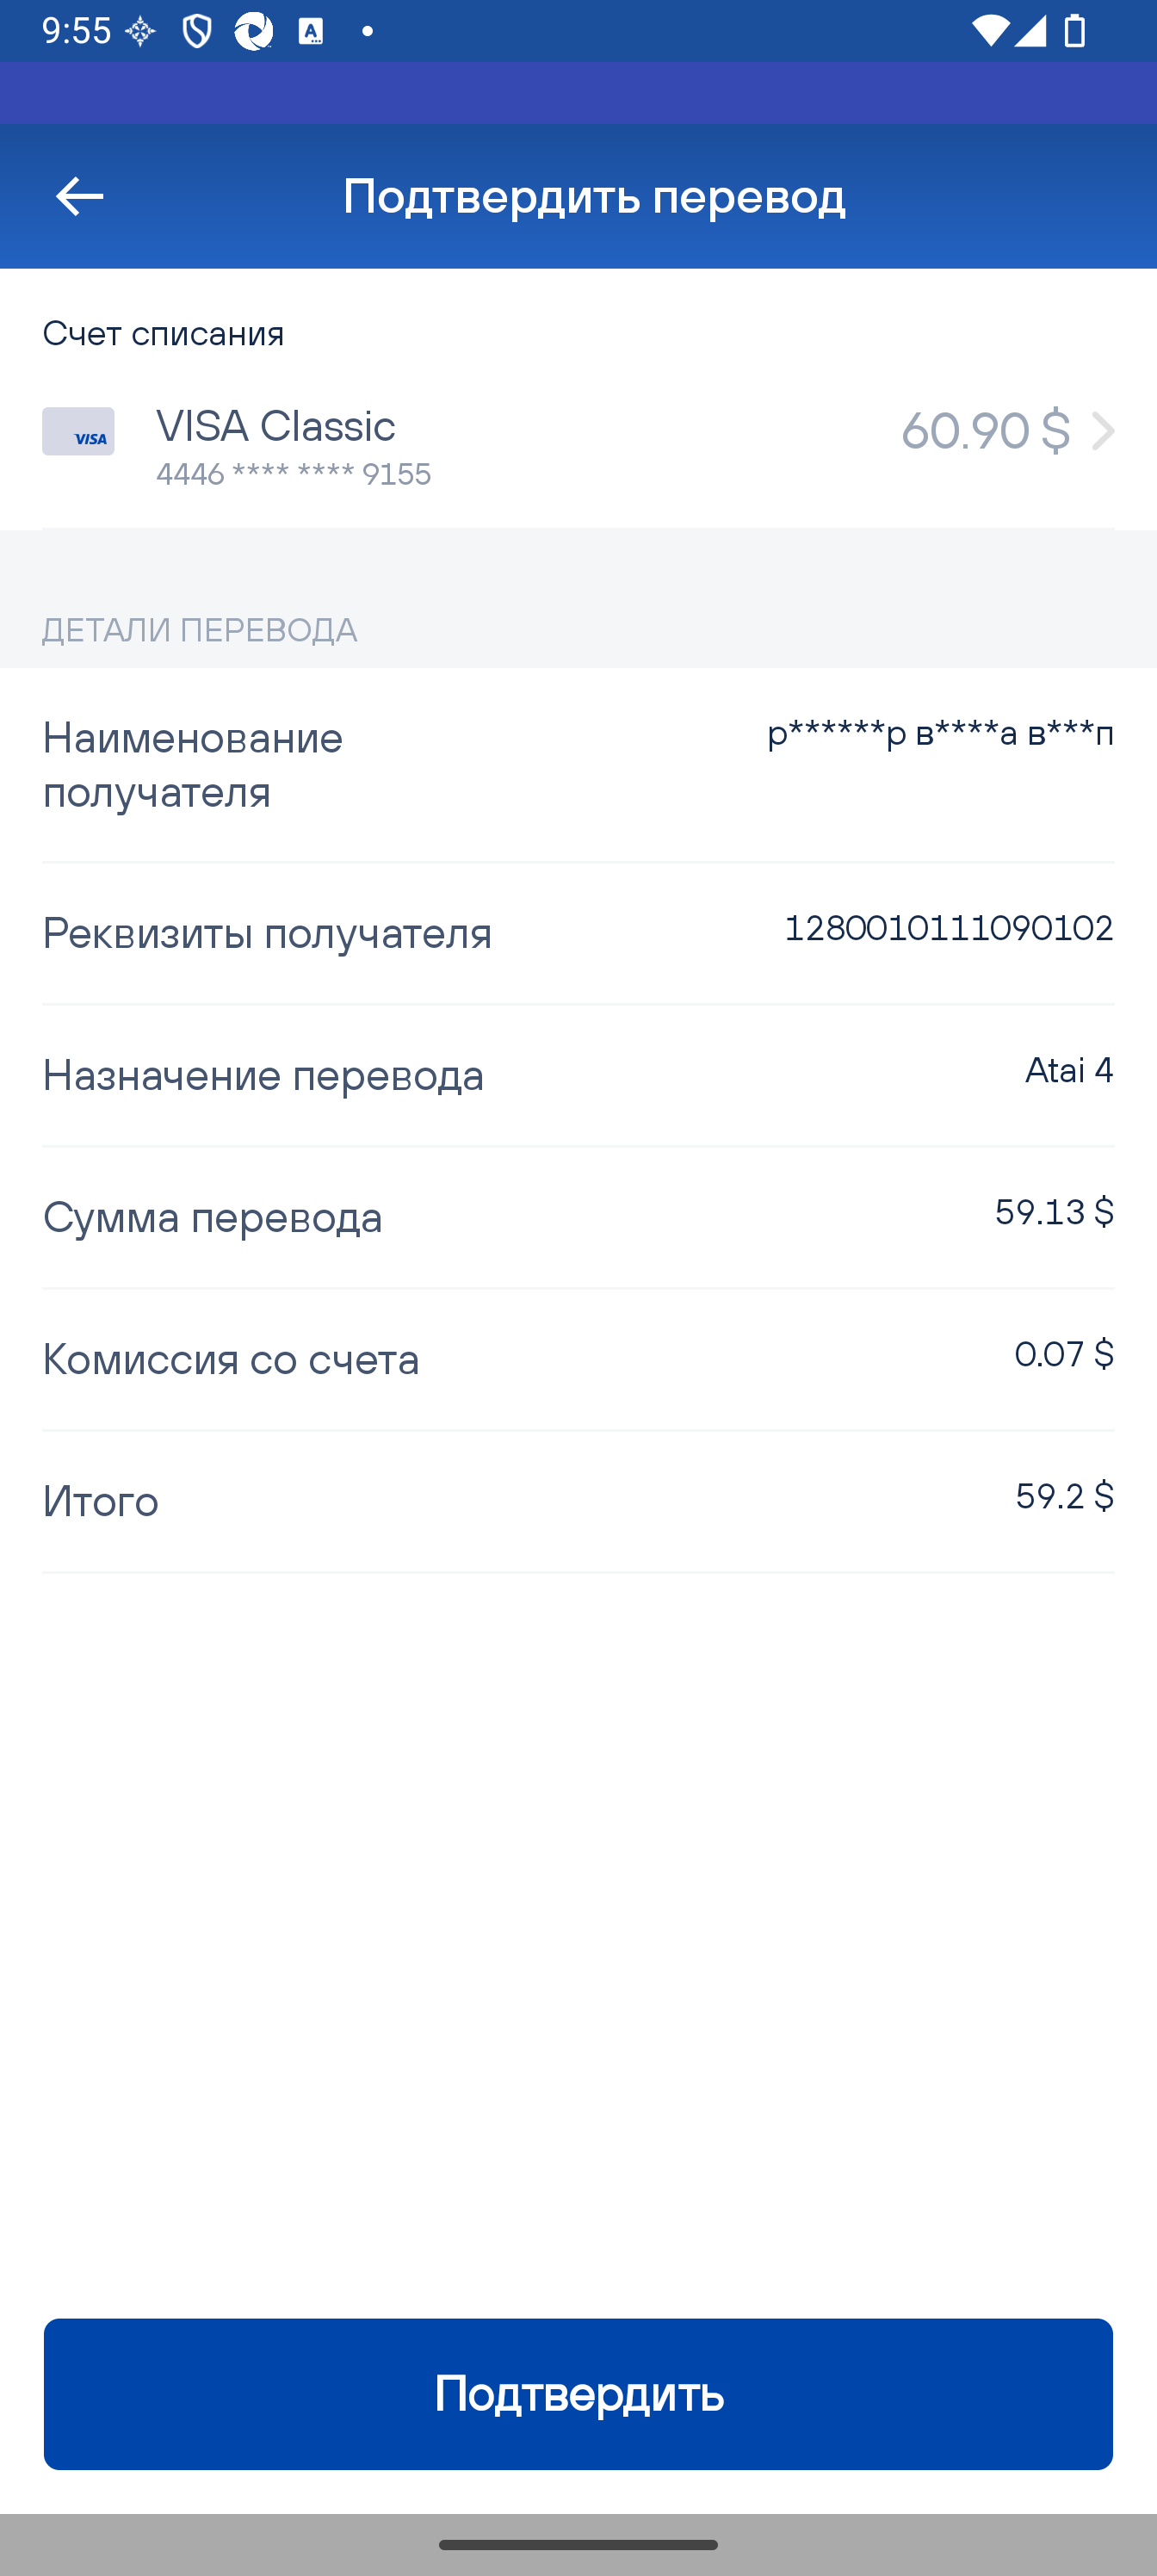 9:55
Подтвердить перевод
Счет списания
VISA
VISA Classic
60.90 $
4446 **** **** 9155
ДЕТАЛИ ПЕРЕВОДА
Наименование
получателя
р******р в****а в***п
Реквизиты получателя
1280010111090102
Назначение перевода
Atai 4
Сумма перевода
59.13 $
Комиссия со счета
0.07 $
Итого
59.2 $
Подтвердить